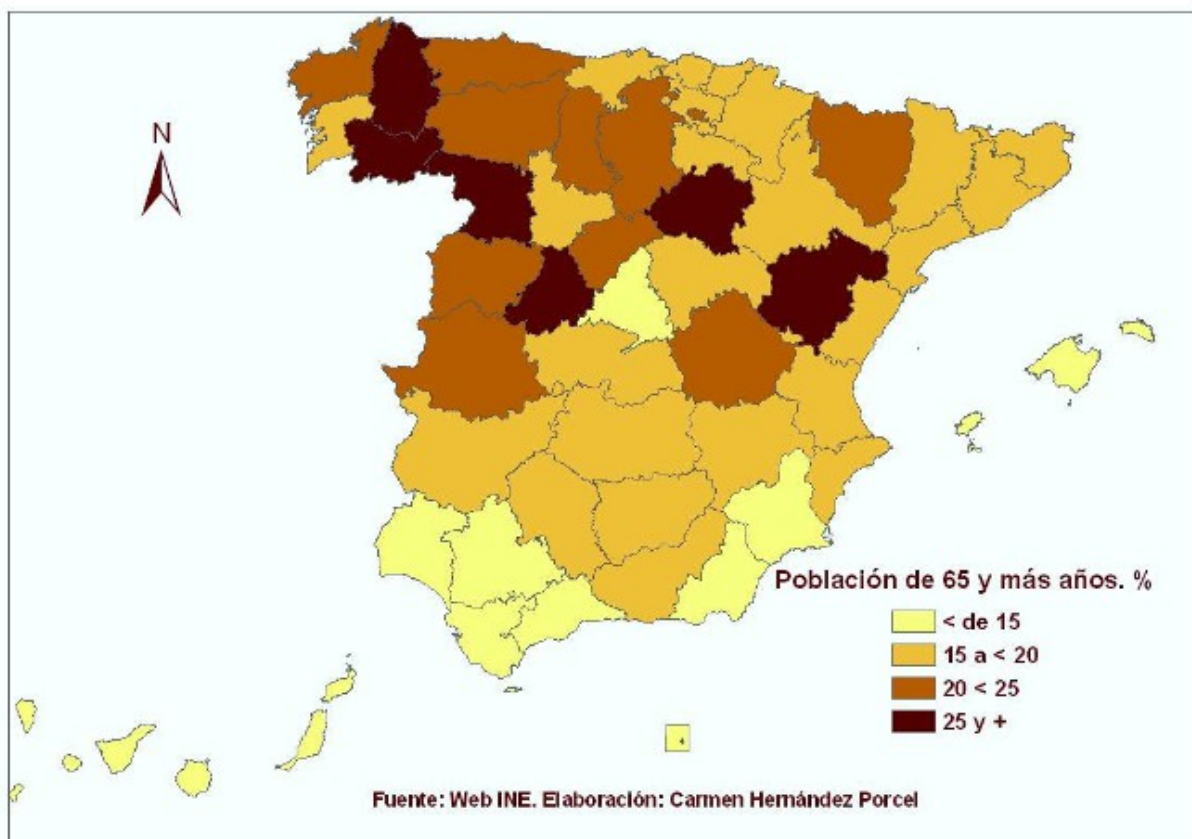 N
Población de 65 y más años. %
< de 15
15 a < 20
20 < 25
25 y +
Fuente: Web INE. Elaboración: Carmen Hernández Porcel